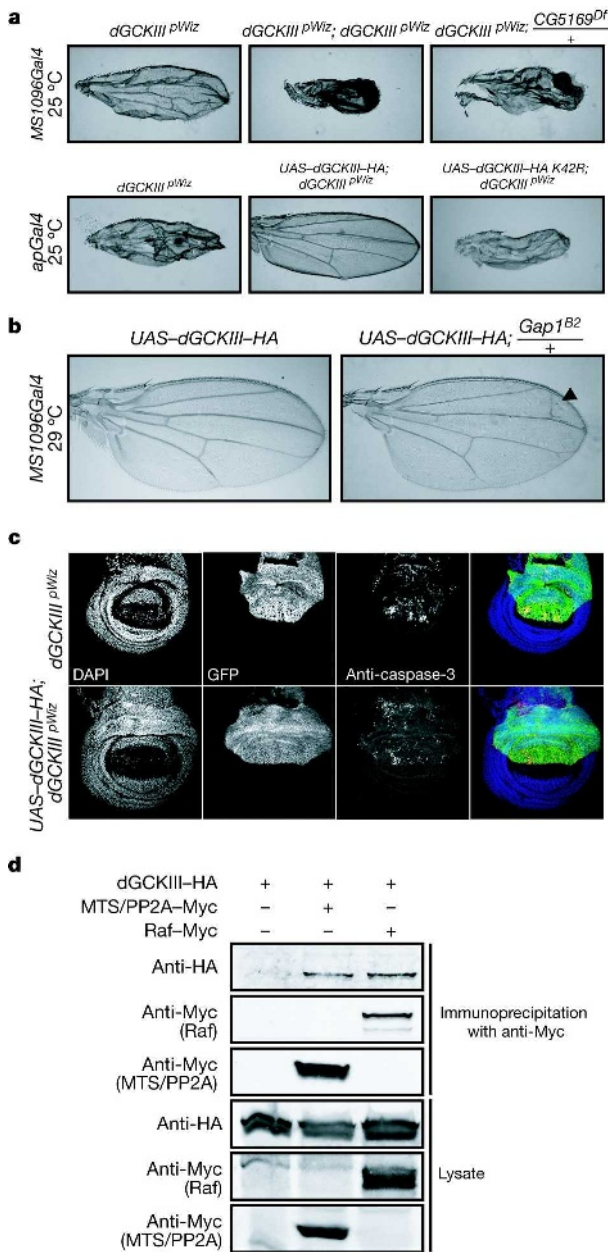 a
dGCKIII pWiz
dGCKIII pWiz; dGCKIII pWiz
dGCKIII pWiz; CG5169Df / +
MS1096Gal4
25 ºC
dGCKIII pWiz
UAS–dGCKIII–HA;
dGCKIII pWiz
UAS–dGCKIII–HA K42R;
dGCKIII pWiz
apGal4
25 ºC
b
UAS–dGCKIII–HA
UAS–dGCKIII–HA; Gap1B2 / +
MS1096Gal4
29 ºC
c
dGCKIII pWiz
DAPI
GFP
Anti-caspase-3
UAS–dGCKIII–HA;
dGCKIII pWiz
d
dGCKIII–HA + + +
MTS/PP2A–Myc – + –
Raf–Myc – – +
Anti-HA
Anti-Myc
(Raf)
Anti-Myc
(MTS/PP2A)
Immunoprecipitation
with anti-Myc
Anti-HA
Anti-Myc
(Raf)
Anti-Myc
(MTS/PP2A)
Lysate